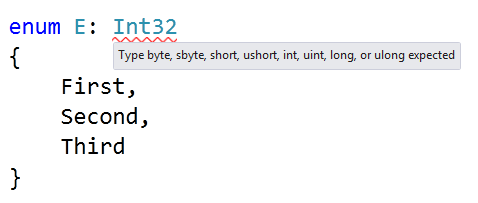 enum E: Int32
Type byte, sbyte, short, ushort, int, uint, long, or ulong expected
{
First,
Second,
Third
}